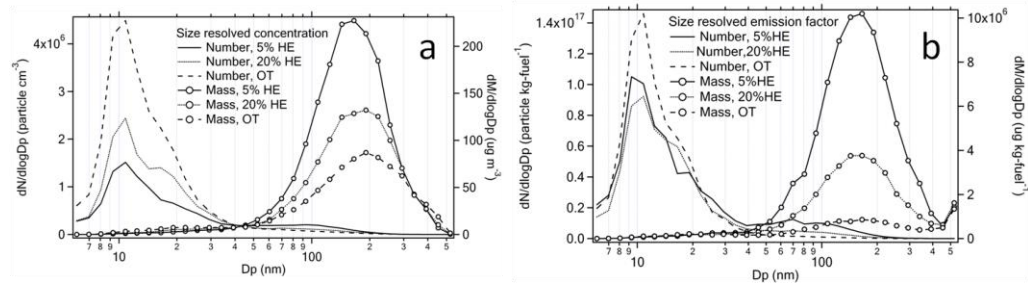 a
Size resolved concentration
Number, 5% HE
Number, 20% HE
Number, OT
Mass, 5% HE
Mass, 20% HE
Mass, OT
dN/dlogDp (particle cm⁻³)
4x10⁶
3
2
1
0
dM/dlogDp (ug m⁻³)
200
150
100
50
0
7 8 9 2 3 4 5 6 7 8 9 2 3 4 5
10 100
Dp (nm)
b
Size resolved emission factor
Number, 5%HE
Number,20%HE
Number, OT
Mass, 5%HE
Mass, 20%HE
Mass, OT
dN/dlogDp (particle kg-fuel⁻¹)
1.4x10¹⁷
1.2
1.0
0.8
0.6
0.4
0.2
0.0
dM/dlogDp (ug kg-fuel⁻¹)
10x10⁶
8
6
4
2
0
7 8 9 2 3 4 5 6 7 8 9 2 3 4 5
10 100
Dp (nm)